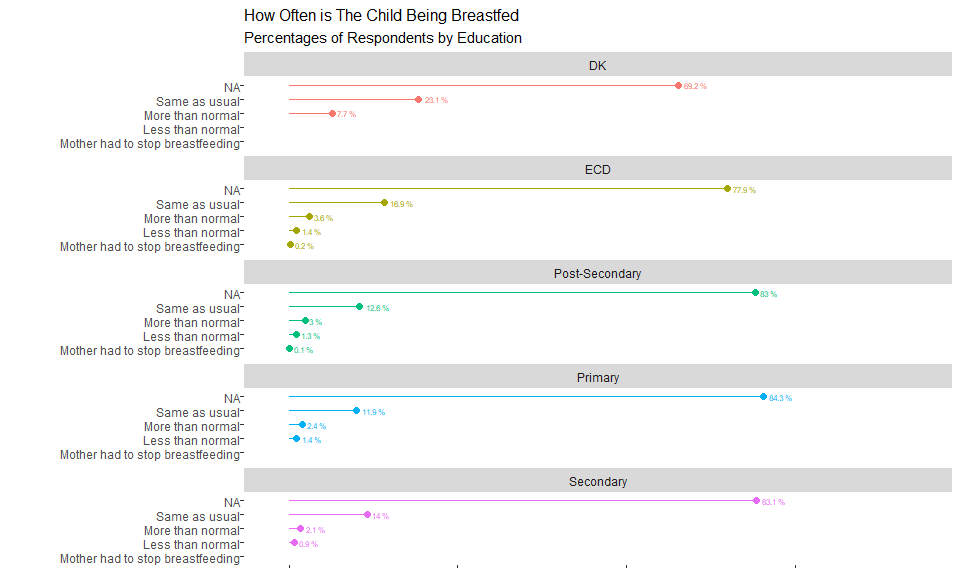 How Often is The Child Being Breastfed
Percentages of Respondents by Education
DK
NA 69.2 %
Same as usual 23.1 %
More than normal 7.7 %
Less than normal
Mother had to stop breastfeeding
ECD
NA 77.9 %
Same as usual 16.9 %
More than normal 3.6 %
Less than normal 1.4 %
Mother had to stop breastfeeding 0.2 %
Post-Secondary
NA 83 %
Same as usual 12.6 %
More than normal 3 %
Less than normal 1.3 %
Mother had to stop breastfeeding 0.1 %
Primary
NA 84.3 %
Same as usual 11.9 %
More than normal 2.4 %
Less than normal 1.4 %
Mother had to stop breastfeeding
Secondary
NA 83.1 %
Same as usual 14 %
More than normal 2.1 %
Less than normal 0.9 %
Mother had to stop breastfeeding